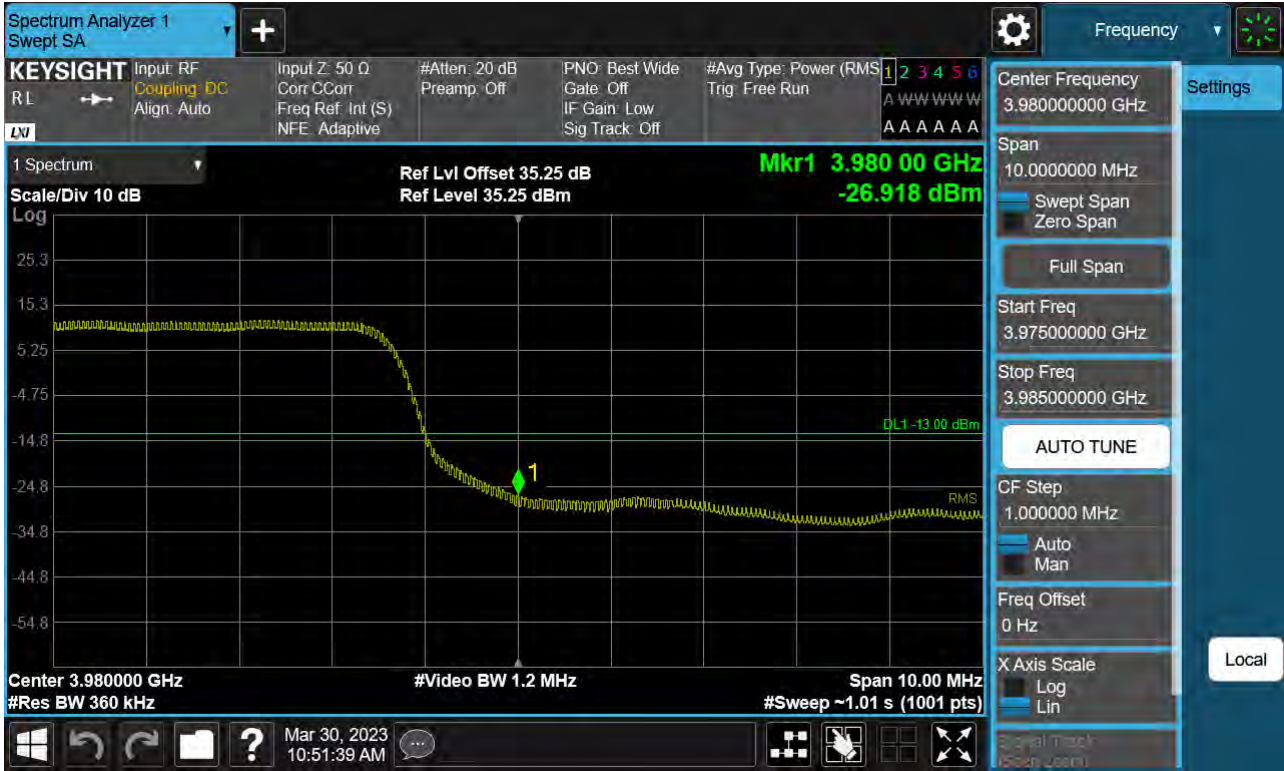 Spectrum Analyzer 1
Swept SA
+
Frequency
KEYSIGHT
RL
LXI
Input: RF
Coupling: DC
Align: Auto
Input Z: 50 Ω
Corr CCorr
Freq Ref: Int (S)
NFE: Adaptive
#Atten: 20 dB
Preamp: Off
PNO: Best Wide
Gate: Off
IF Gain: Low
Sig Track: Off
#Avg Type: Power (RMS
Trig: Free Run
1 2 3 4 5 6
A W W W W W
A A A A A A
1 Spectrum
Scale/Div 10 dB
Log
Ref Lvl Offset 35.25 dB
Ref Level 35.25 dBm
Mkr1 3.980 00 GHz
-26.918 dBm
25.3
15.3
5.25
-4.75
-14.8
-24.8
-34.8
-44.8
-54.8
DL1 -13.00 dBm
1
RMS
Center 3.980000 GHz
#Res BW 360 kHz
#Video BW 1.2 MHz
Span 10.00 MHz
#Sweep ~1.01 s (1001 pts)
Center Frequency
3.980000000 GHz
Span
10.0000000 MHz
Swept Span
Zero Span
Full Span
Start Freq
3.975000000 GHz
Stop Freq
3.985000000 GHz
AUTO TUNE
CF Step
1.000000 MHz
Auto
Man
Freq Offset
0 Hz
X Axis Scale
Log
Lin
Signal Track
(Span Zoom)
Settings
Local
?
Mar 30, 2023
10:51:39 AM